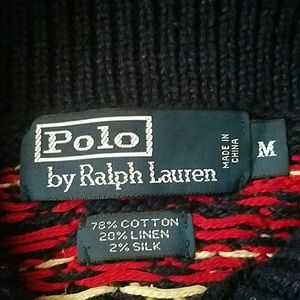 Polo
by Ralph Lauren
MADE IN
CHINA
M
78% COTTON
20% LINEN
2% SILK